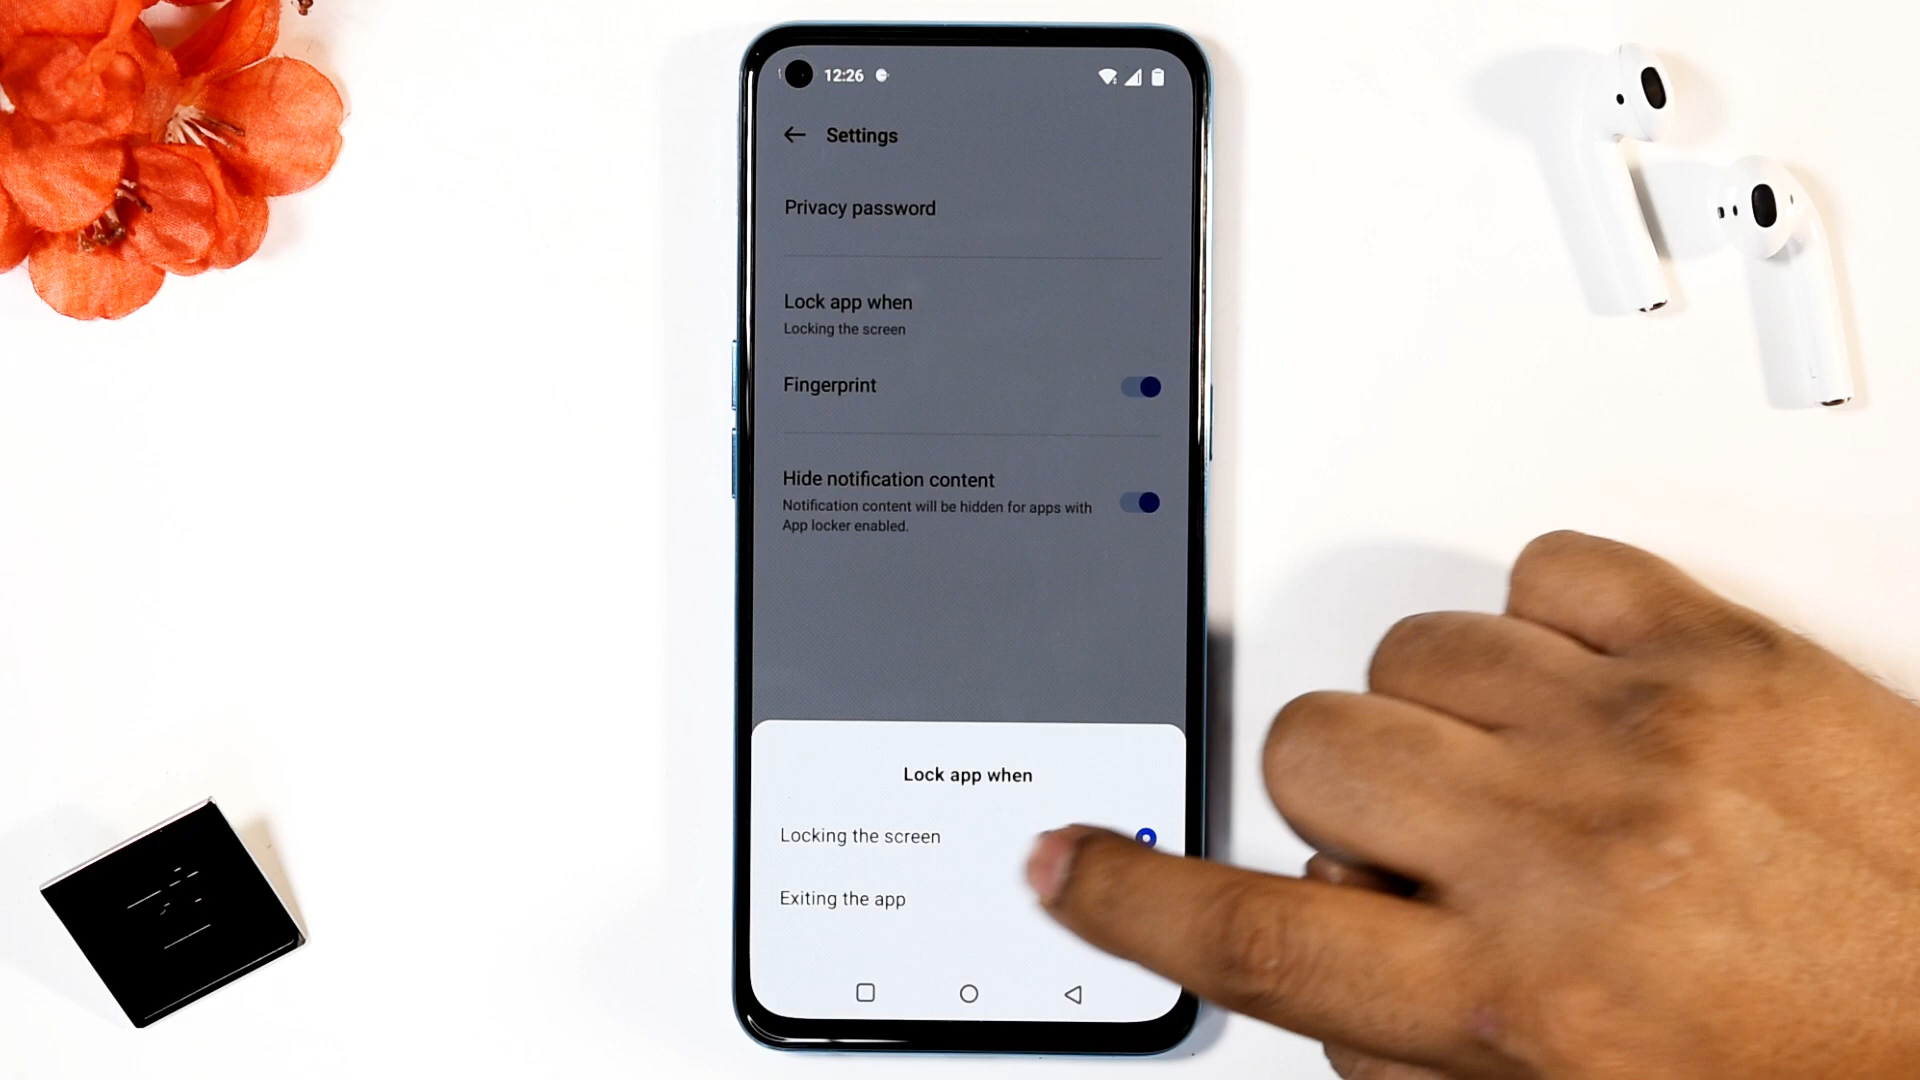 12:26
Settings
Privacy password
Lock app when
Locking the screen
Fingerprint
Hide notification content
Notification content will be hidden for apps with
App locker enabled.
Lock app when
Locking the screen
Exiting the app